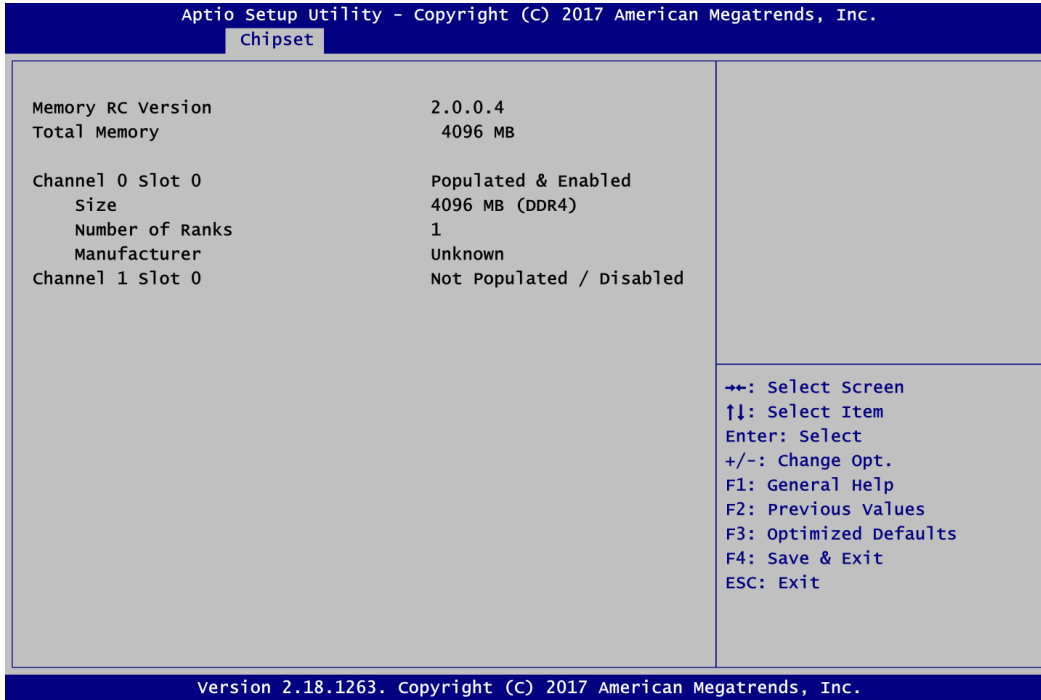 Aptio Setup Utility - Copyright (C) 2017 American Megatrends, Inc.
Chipset
Memory RC Version 2.0.0.4
Total Memory 4096 MB
Channel 0 Slot 0 Populated & Enabled
Size 4096 MB (DDR4)
Number of Ranks 1
Manufacturer Unknown
Channel 1 Slot 0 Not Populated / Disabled
→←: Select Screen
↑↓: Select Item
Enter: Select
+/-: Change Opt.
F1: General Help
F2: Previous Values
F3: Optimized Defaults
F4: Save & Exit
ESC: Exit
Version 2.18.1263. Copyright (C) 2017 American Megatrends, Inc.